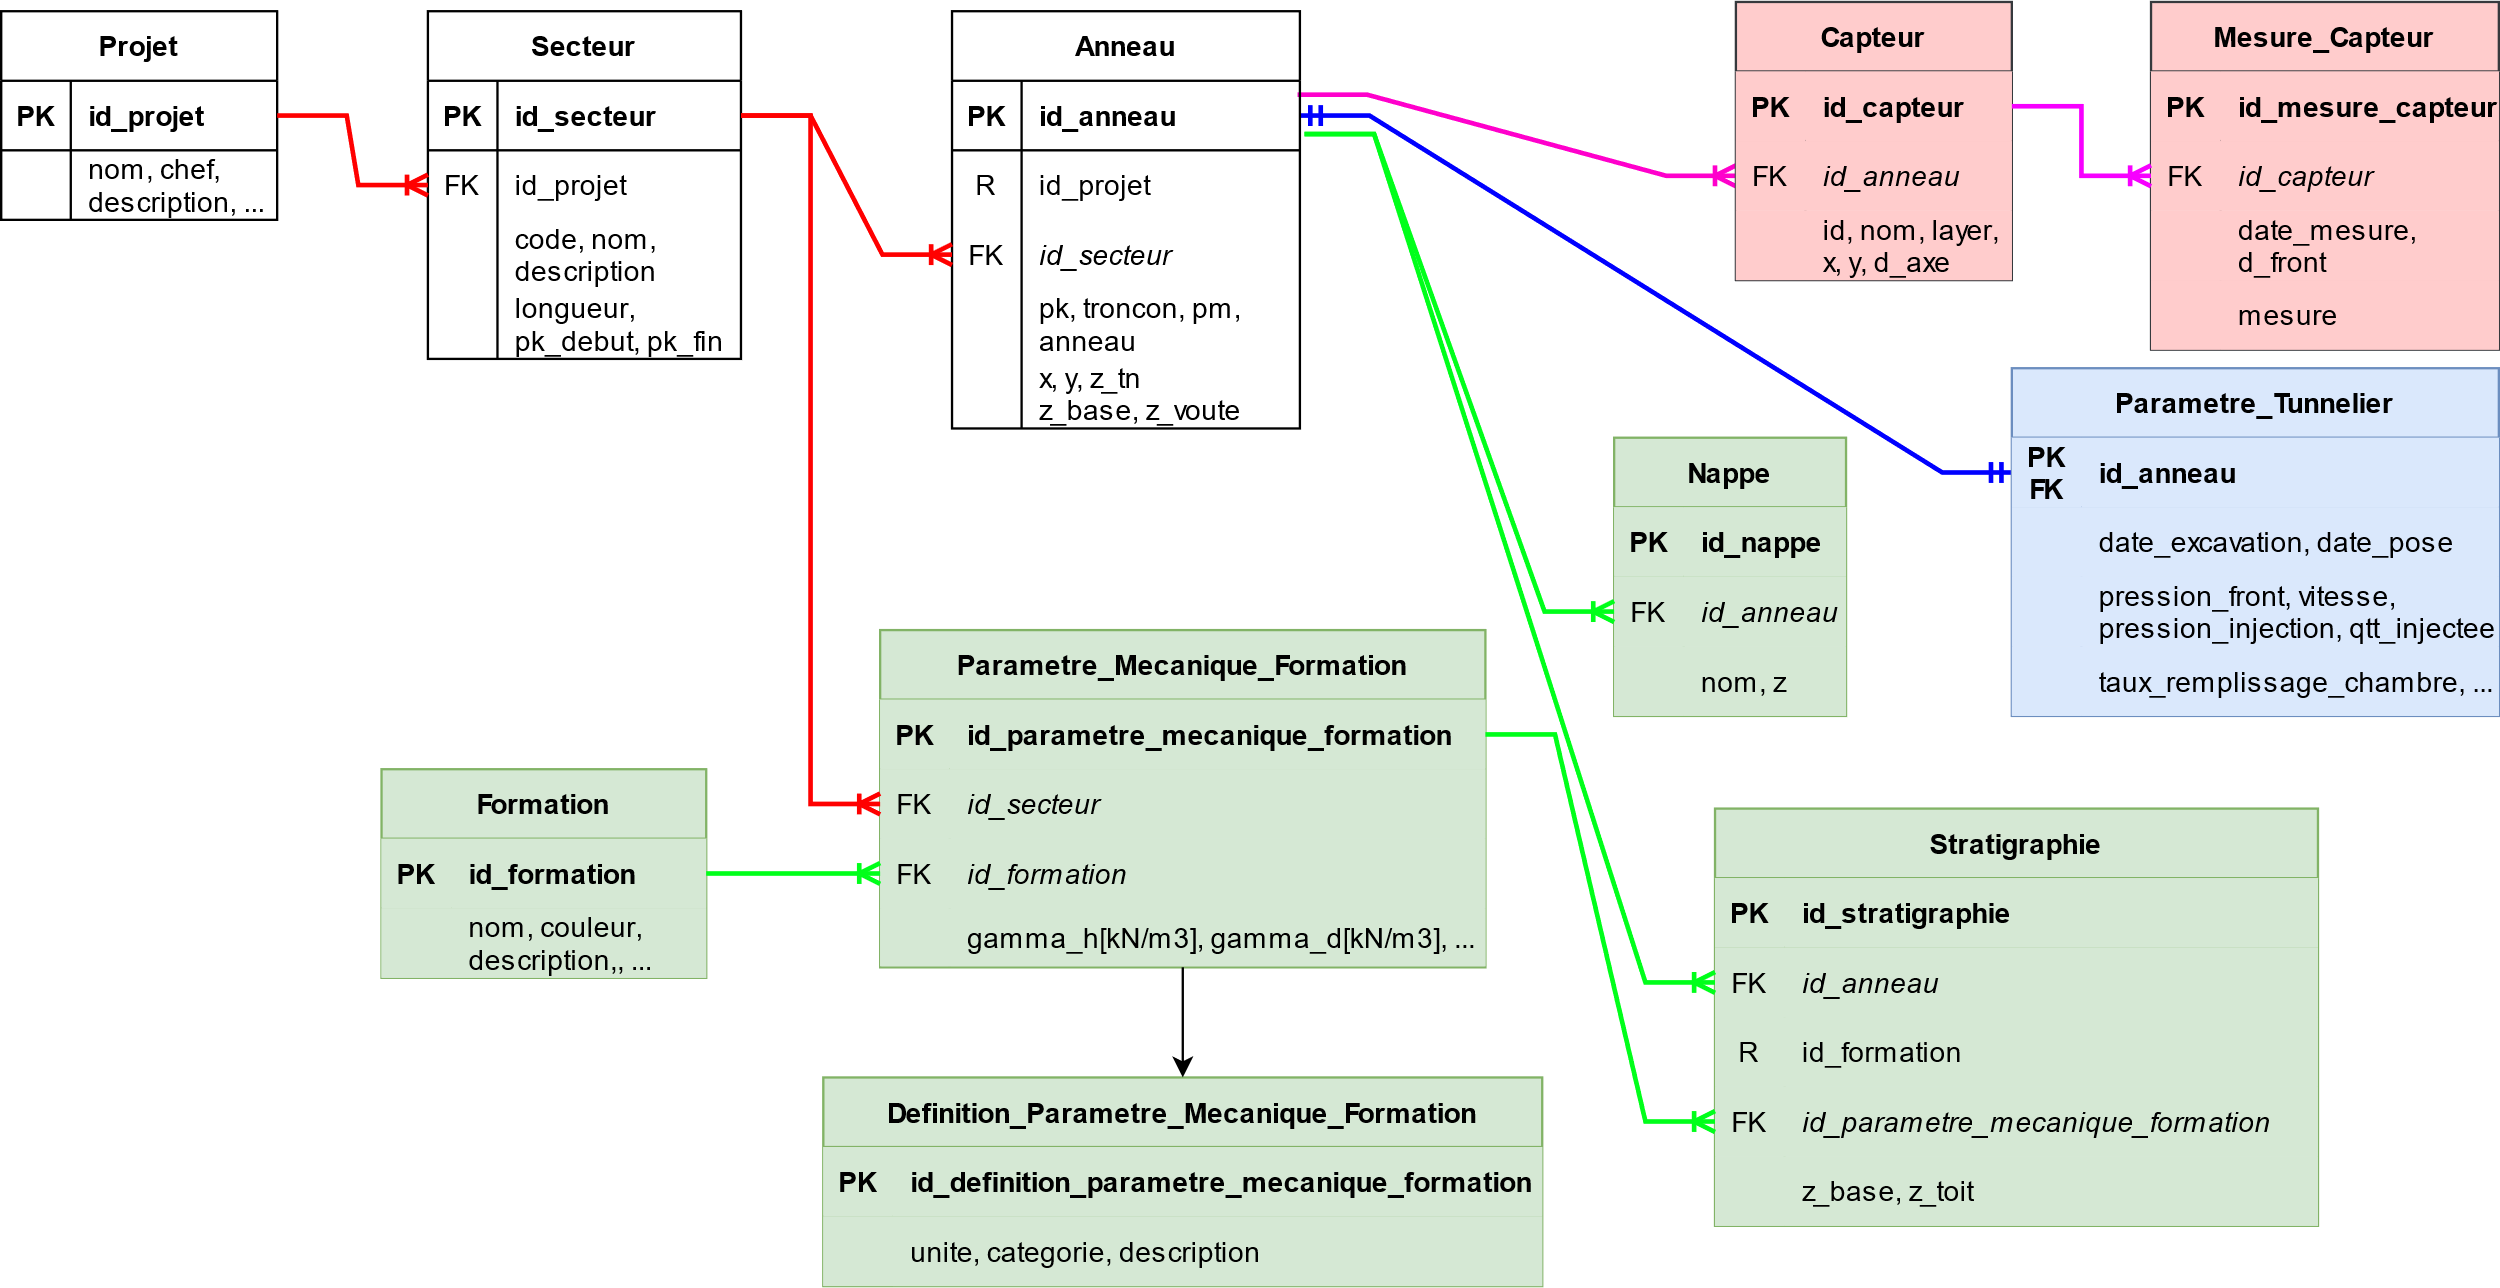 Projet
PK id_projet
nom, chef,
description, ...
Secteur
PK id_secteur
FK id_projet
code, nom,
description
longueur,
pk_debut, pk_fin
Anneau
PK id_anneau
R id_projet
FK id_secteur
pk, troncon, pm,
anneau
x, y, z_tn
z_base, z_voute
Capteur
PK id_capteur
FK id_anneau
id, nom, layer,
x, y, d_axe
Mesure_Capteur
PK id_mesure_capteur
FK id_capteur
date_mesure,
d_front
mesure
Parametre_Tunnelier
PK
FK id_anneau
date_excavation, date_pose
pression_front, vitesse,
pression_injection, qtt_injectee
taux_remplissage_chambre, ...
Nappe
PK id_nappe
FK id_anneau
nom, z
Parametre_Mecanique_Formation
PK id_parametre_mecanique_formation
FK id_secteur
FK id_formation
gamma_h[kN/m3], gamma_d[kN/m3], ...
Formation
PK id_formation
nom, couleur,
description,, ...
Stratigraphie
PK id_stratigraphie
FK id_anneau
R id_formation
FK id_parametre_mecanique_formation
z_base, z_toit
Definition_Parametre_Mecanique_Formation
PK id_definition_parametre_mecanique_formation
unite, categorie, description